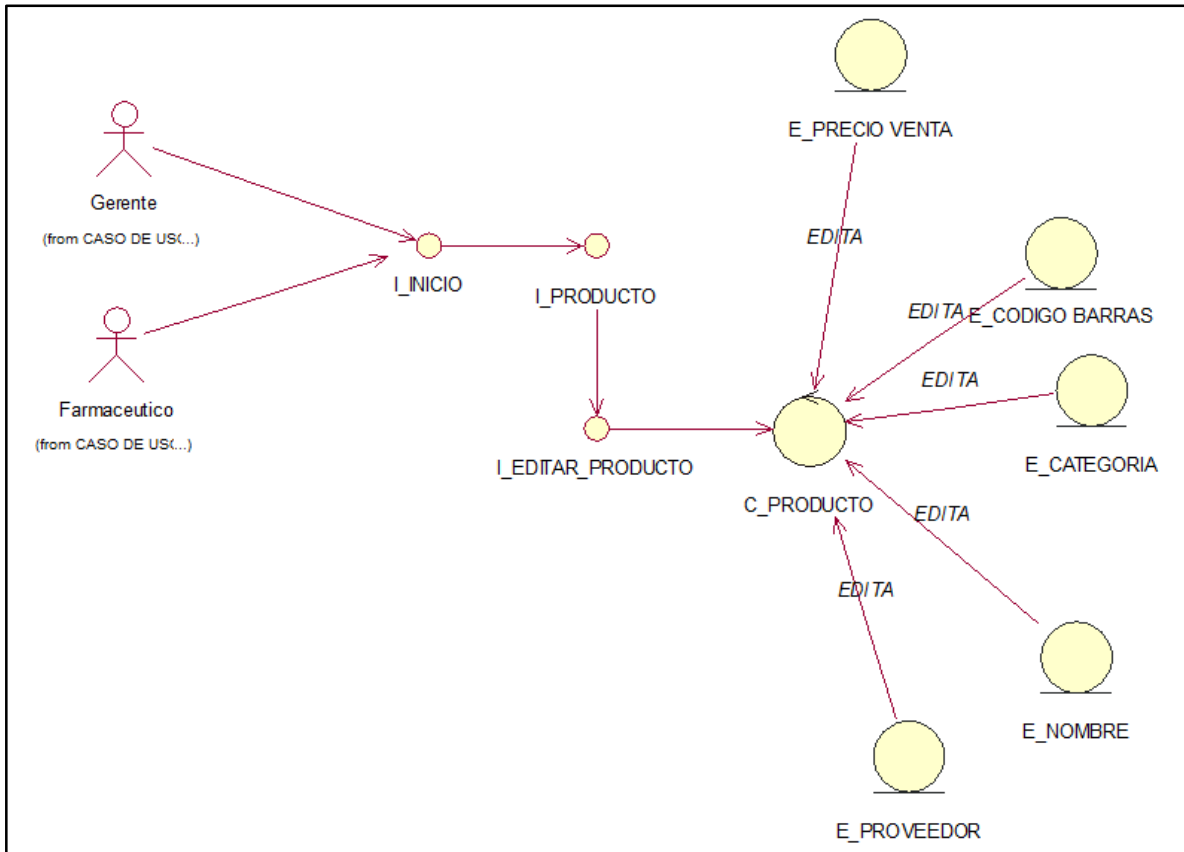 E_PRECIO VENTA
Gerente
(from CASO DE US(...)
EDITA
I_INICIO
I_PRODUCTO
EDITA
E_CODIGO BARRAS
Farmaceutico
(from CASO DE US(...)
EDITA
I_EDITAR_PRODUCTO
E_CATEGORIA
C_PRODUCTO
EDITA
EDITA
E_NOMBRE
E_PROVEEDOR